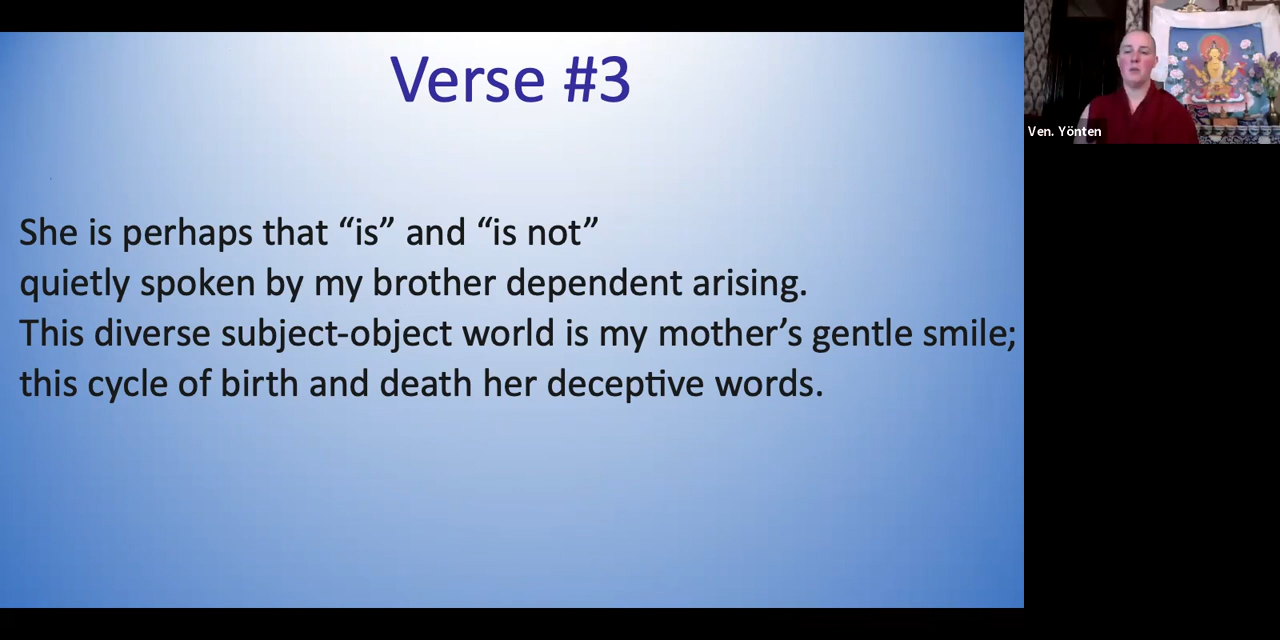 Verse #3
She is perhaps that “is” and “is not”
quietly spoken by my brother dependent arising.
This diverse subject-object world is my mother’s gentle smile;
this cycle of birth and death her deceptive words.
Ven. Yönten